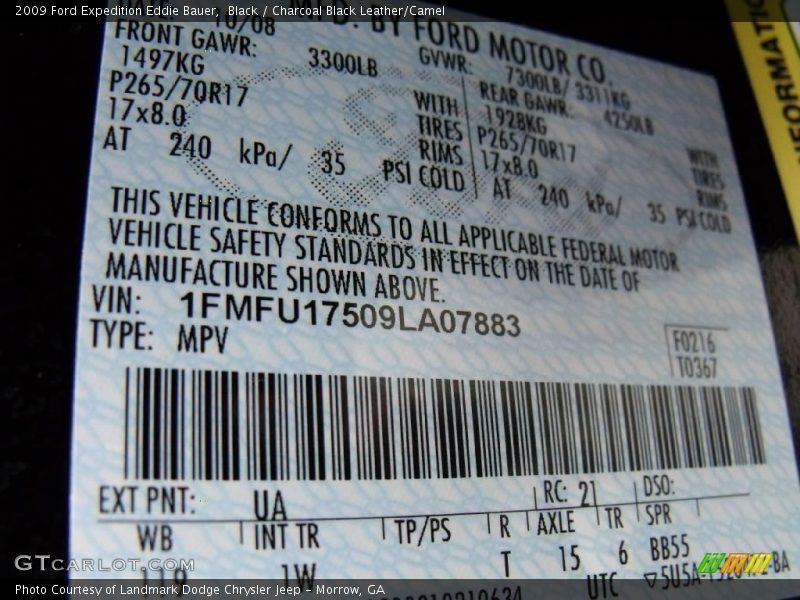 2009 Ford Expedition Eddie Bauer, Black / Charcoal Black Leather/Camel
10/08 BY FORD MOTOR CO.
FRONT GAWR: 3300LB GVWR: 7300LB/ 3311KG
1497KG WITH REAR GAWR: 4250LB
P265/70R17 TIRES 1928KG WITH
17x8.0 RIMS P265/70R17 TIRES
AT 240 kPa/ 35 PSI COLD 17x8.0 RIMS
AT 240 kPa/ 35 PSI COLD
THIS VEHICLE CONFORMS TO ALL APPLICABLE FEDERAL MOTOR
VEHICLE SAFETY STANDARDS IN EFFECT ON THE DATE OF
MANUFACTURE SHOWN ABOVE.
VIN: 1FMFU17509LA07883
TYPE: MPV
F0216
T0367
EXT PNT: UA RC: 21 DSO:
WB INT TR TP/PS R AXLE TR SPR
119 1W T 15 6 BB55
UTC
GTcarlot.com
Photo Courtesy of Landmark Dodge Chrysler Jeep - Morrow, GA